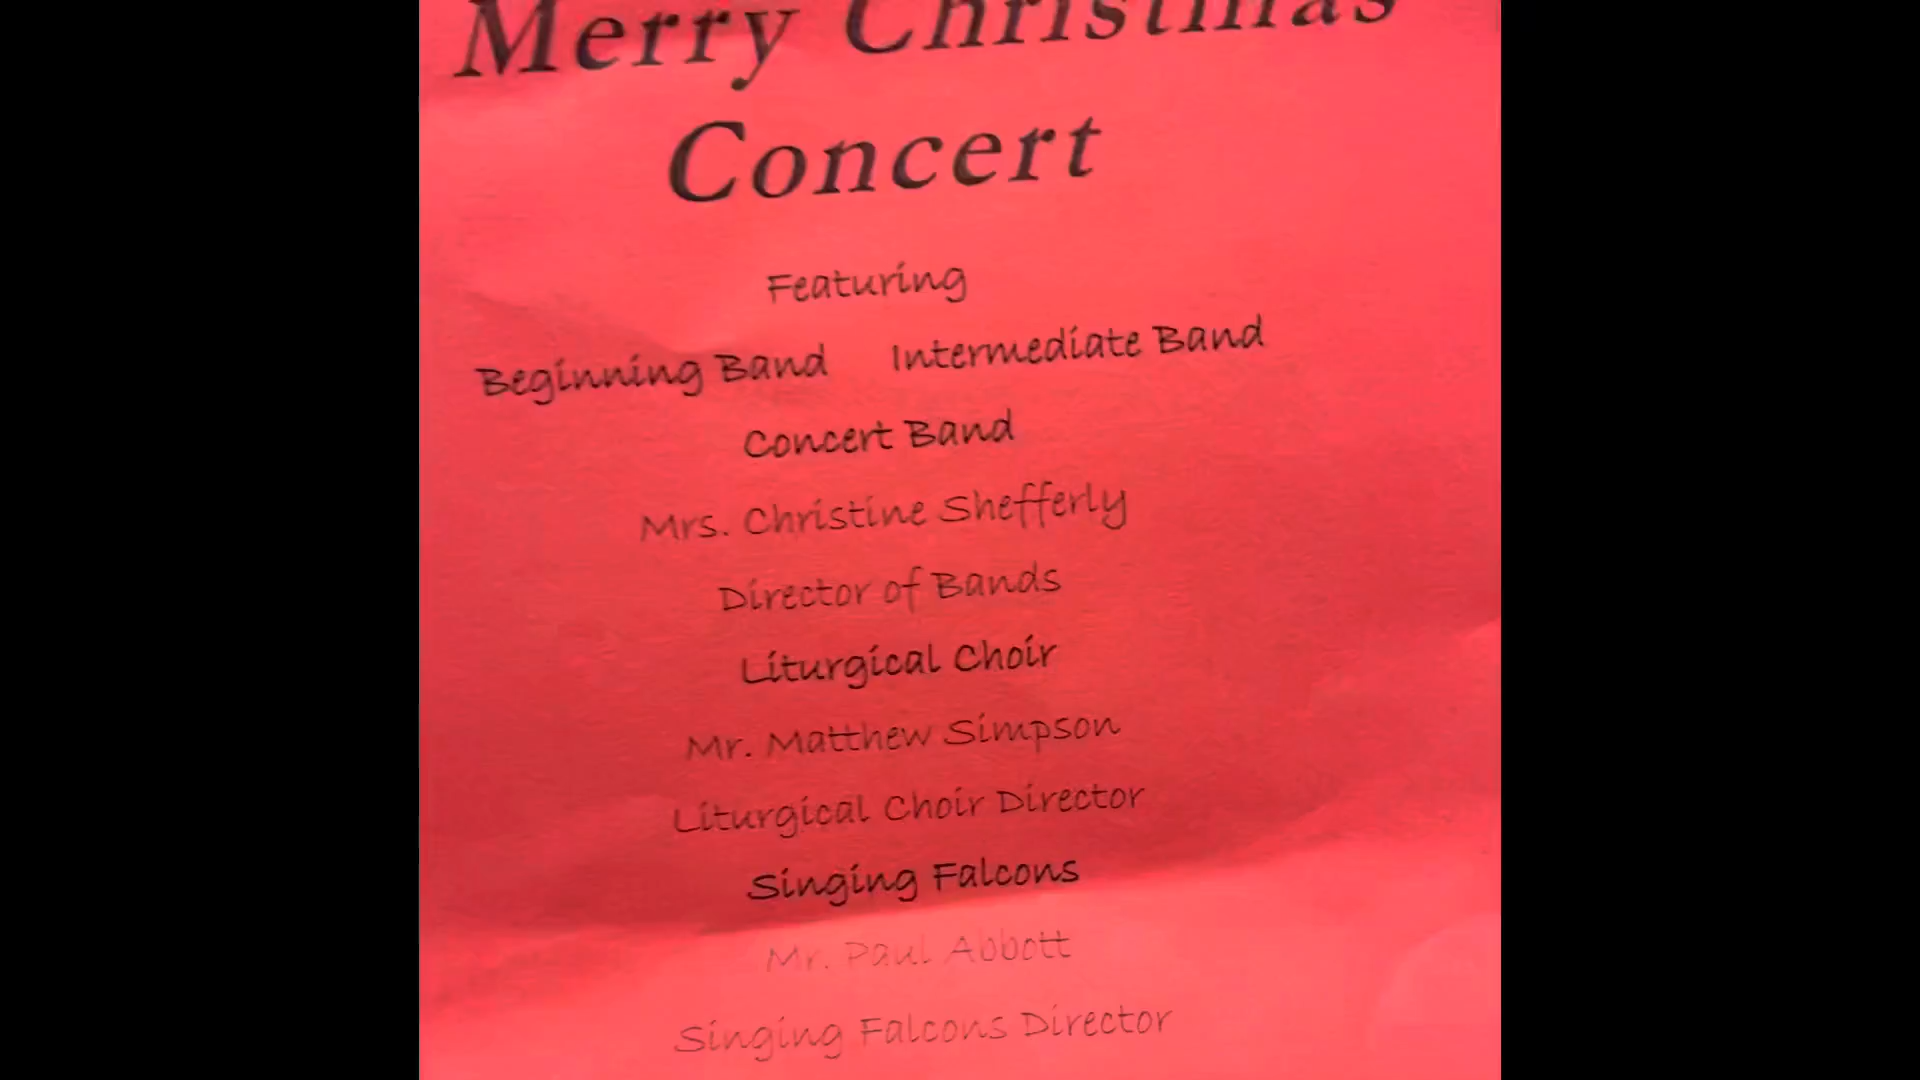 Merry Christmas
Concert
Featuring
Beginning Band Intermediate Band
Concert Band
Mrs. Christine Shefferly
Director of Bands
Liturgical Choir
Mr. Matthew Simpson
Liturgical Choir Director
Singing Falcons
Mr. Paul Abbott
Singing Falcons Director